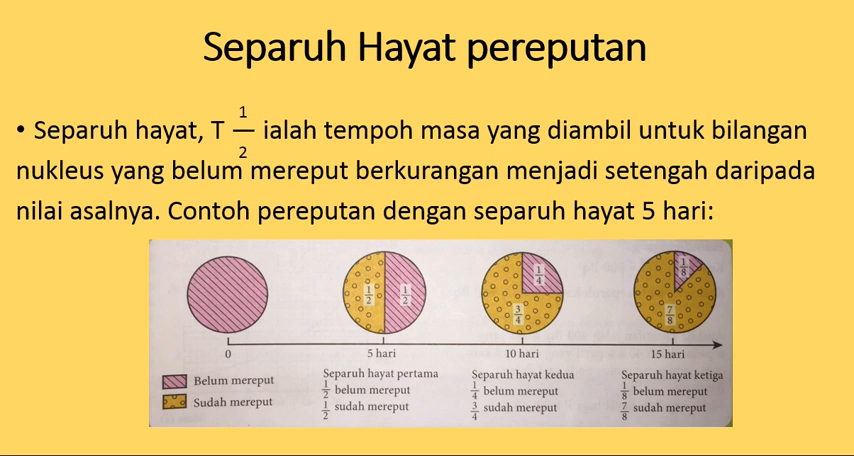 Separuh Hayat pereputan
• Separuh hayat, T 1/2 ialah tempoh masa yang diambil untuk bilangan
nukleus yang belum mereput berkurangan menjadi setengah daripada
nilai asalnya. Contoh pereputan dengan separuh hayat 5 hari:
1/2 1/2
1/4
3/4
1/8
7/8
0
5 hari
10 hari
15 hari
Belum mereput
Sudah mereput
Separuh hayat pertama
1/2 belum mereput
1/2 sudah mereput
Separuh hayat kedua
1/4 belum mereput
3/4 sudah mereput
Separuh hayat ketiga
1/8 belum mereput
7/8 sudah mereput